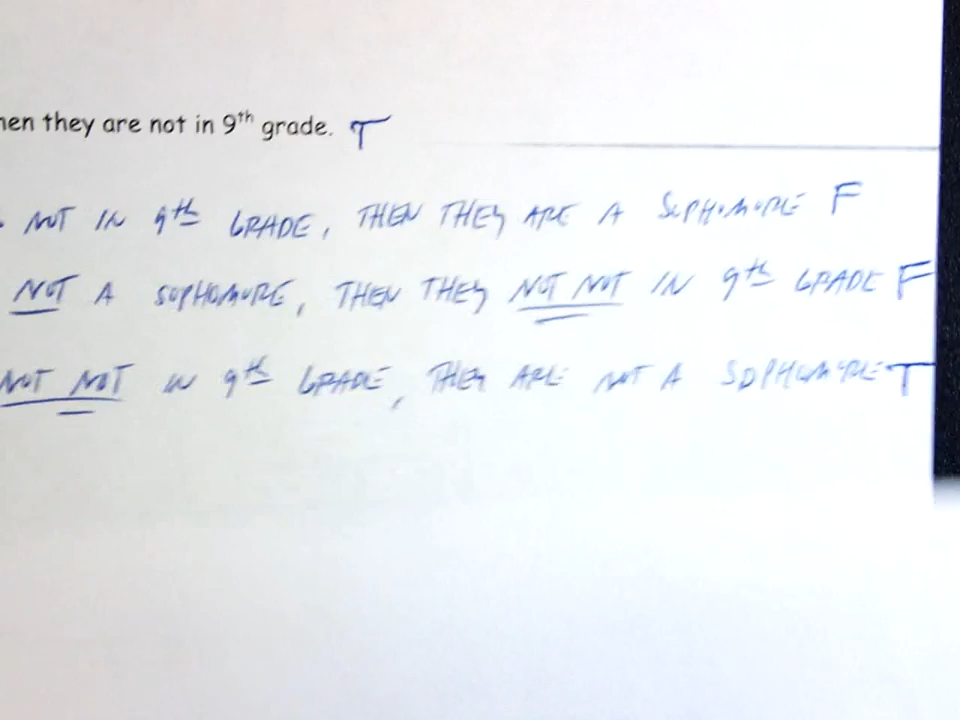 then they are not in 9th grade. T
NOT IN 9th GRADE, THEN THEY ARE A SOPHOMORE F
NOT A SOPHOMORE, THEN THEY NOT NOT IN 9th GRADE F
NOT NOT IN 9th GRADE, THEY ARE NOT A SOPHOMORE T